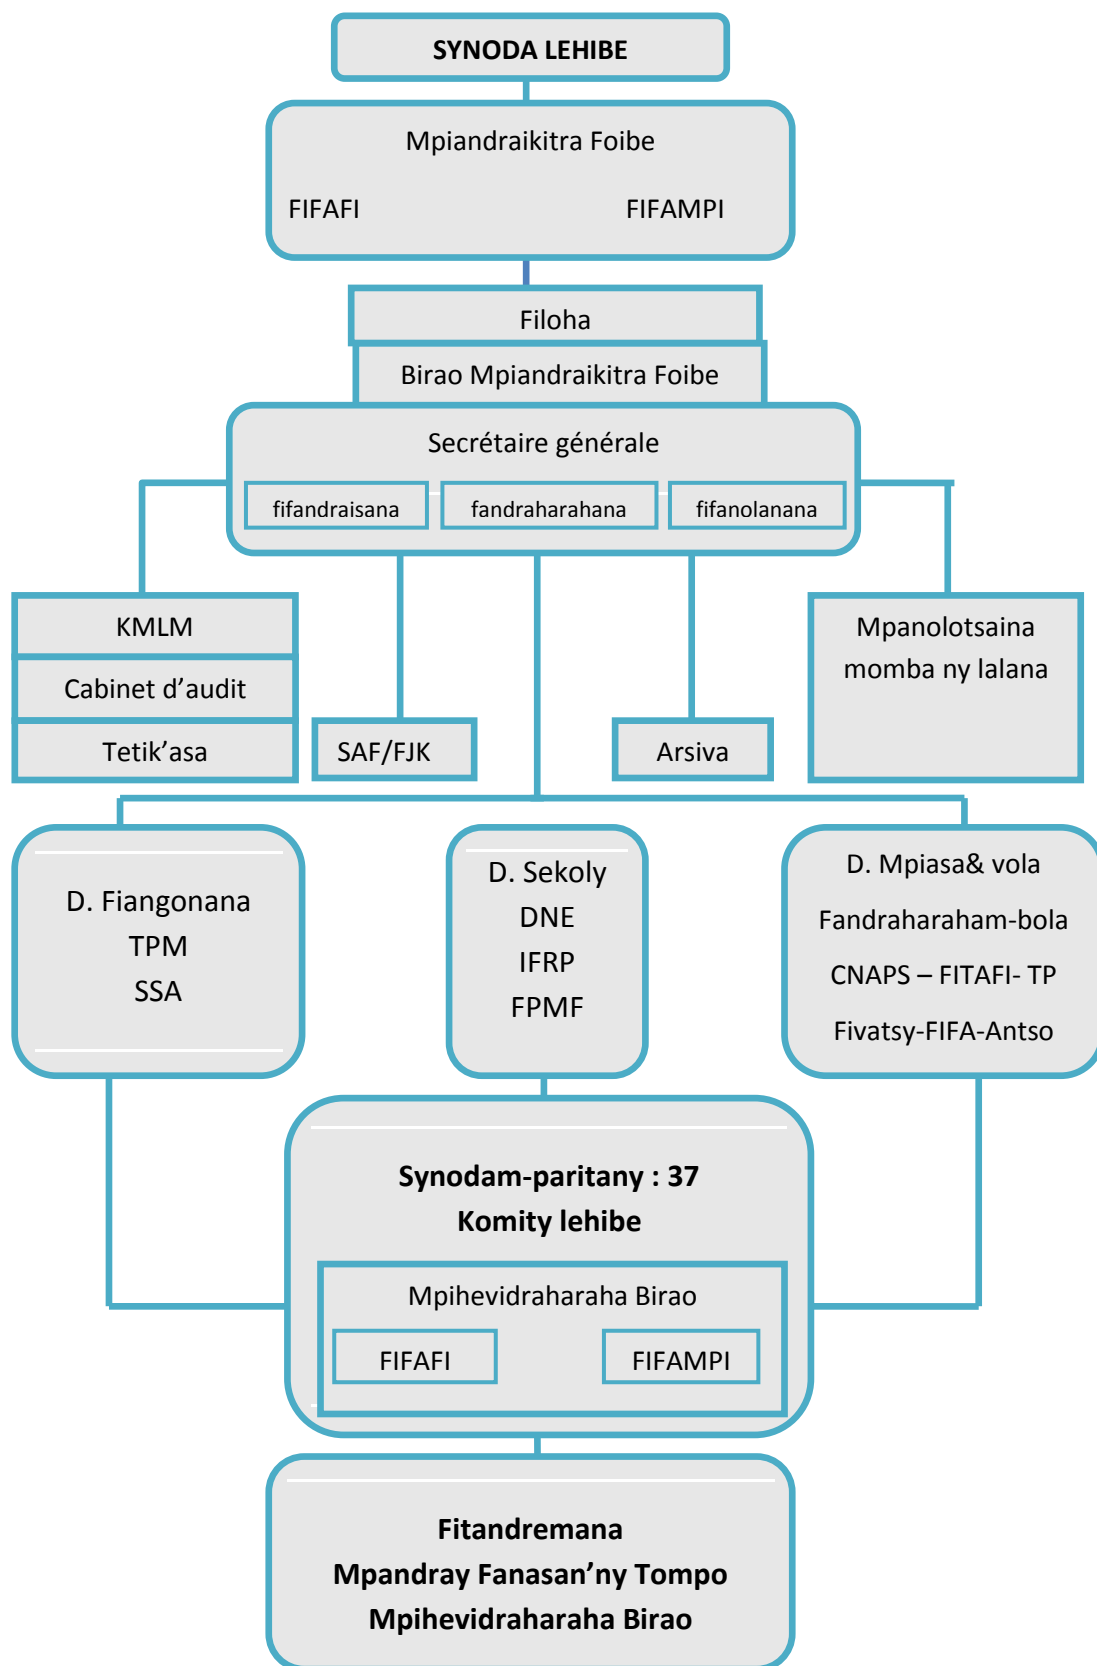 SYNODA LEHIBE
Mpiandraikitra Foibe
FIFAFI FIFAMPI
Filoha
Birao Mpiandraikitra Foibe
Secrétaire générale
fifandraisana
fandraharahana
fifanolanana
KMLM
Cabinet d’audit
Tetik’asa
SAF/FJK
Arsiva
Mpanolotsaina
momba ny lalana
D. Fiangonana
TPM
SSA
D. Sekoly
DNE
IFRP
FPMF
D. Mpiasa& vola
Fandraharaham-bola
CNAPS – FITAFI- TP
Fivatsy-FIFA-Antso
Synodam-paritany : 37
Komity lehibe
Mpihevidraharaha Birao
FIFAFI
FIFAMPI
Fitandremana
Mpandray Fanasan’ny Tompo
Mpihevidraharaha Birao